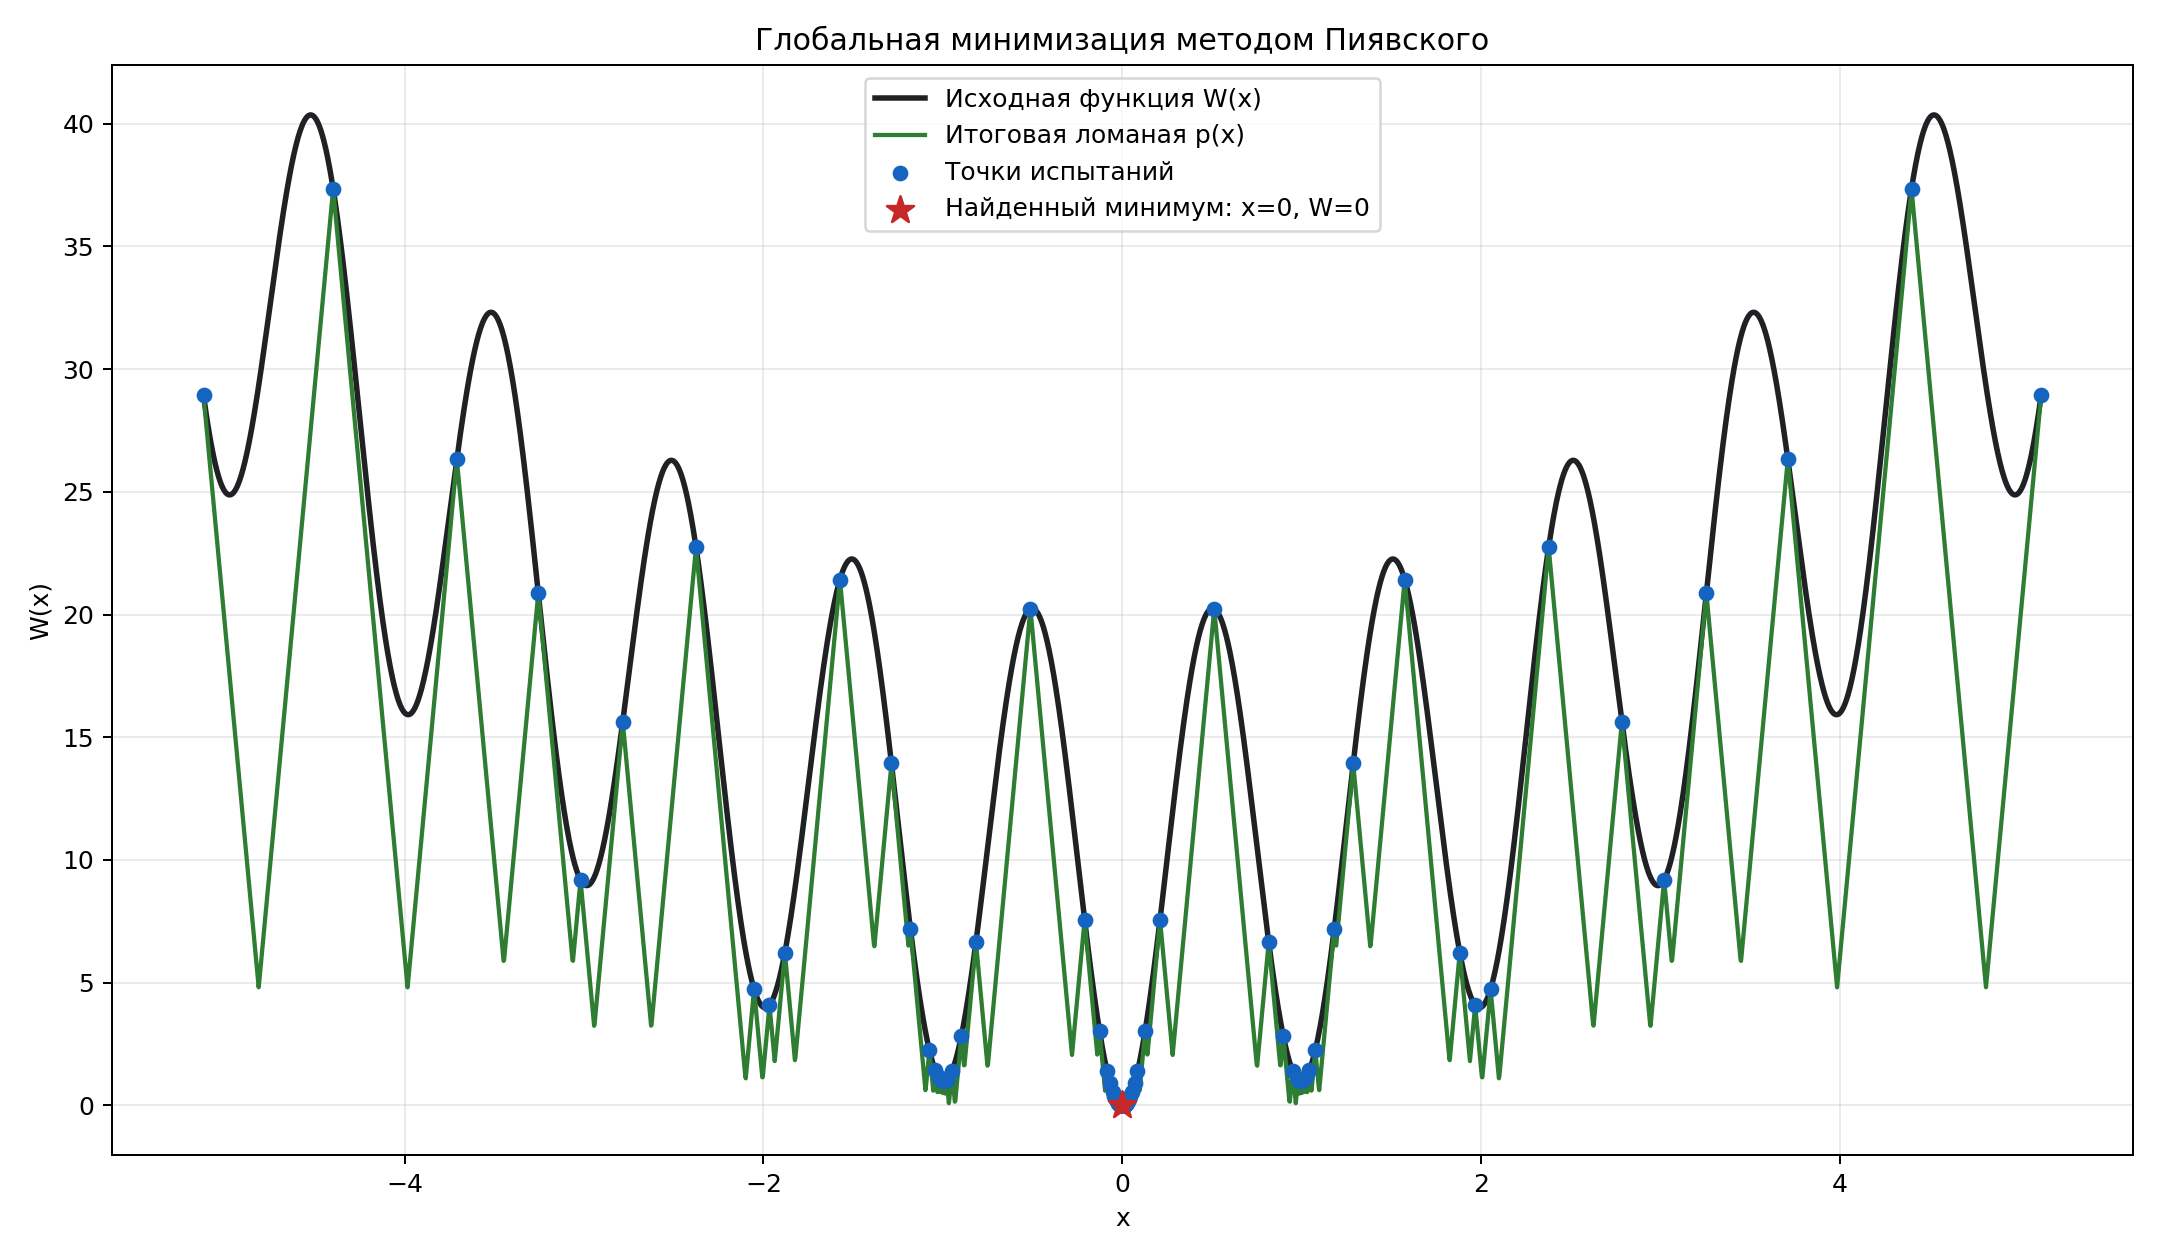 Глобальная минимизация методом Пиявского
Исходная функция W(x)
Итоговая ломаная p(x)
Точки испытаний
Найденный минимум: x=0, W=0
40
35
30
25
20
15
10
5
0
W(x)
−4
−2
0
2
4
x